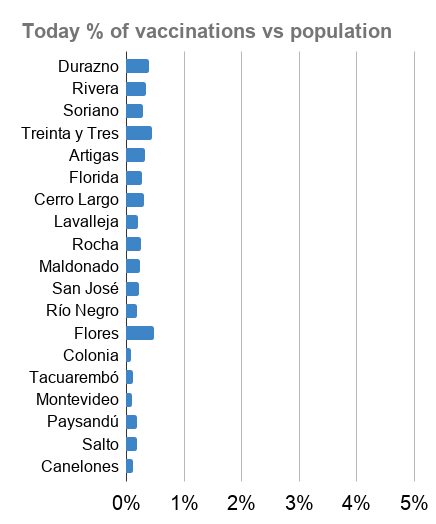 Today % of vaccinations vs population
Durazno
Rivera
Soriano
Treinta y Tres
Artigas
Florida
Cerro Largo
Lavalleja
Rocha
Maldonado
San José
Río Negro
Flores
Colonia
Tacuarembó
Montevideo
Paysandú
Salto
Canelones
0% 1% 2% 3% 4% 5%